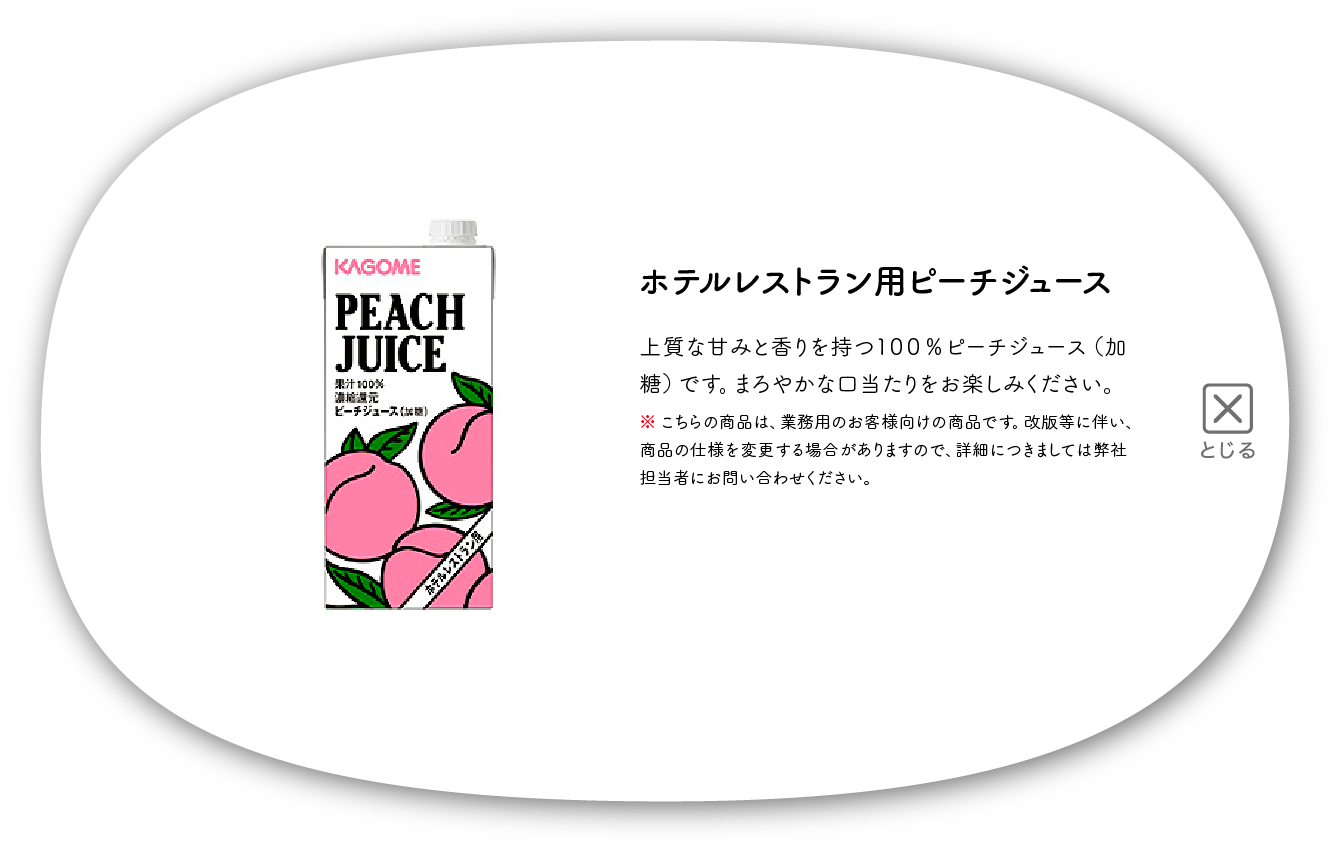 KAGOME
PEACH
JUICE
果汁100%
濃縮還元
ピーチジュース(加糖)
ホテルレストラン用
ホテルレストラン用ピーチジュース
上質な甘みと香りを持つ100％ピーチジュース（加
糖）です。まろやかな口当たりをお楽しみください。
※ こちらの商品は、業務用のお客様向けの商品です。改版等に伴い、
商品の仕様を変更する場合がありますので、詳細につきましては弊社
担当者にお問い合わせください。
とじる